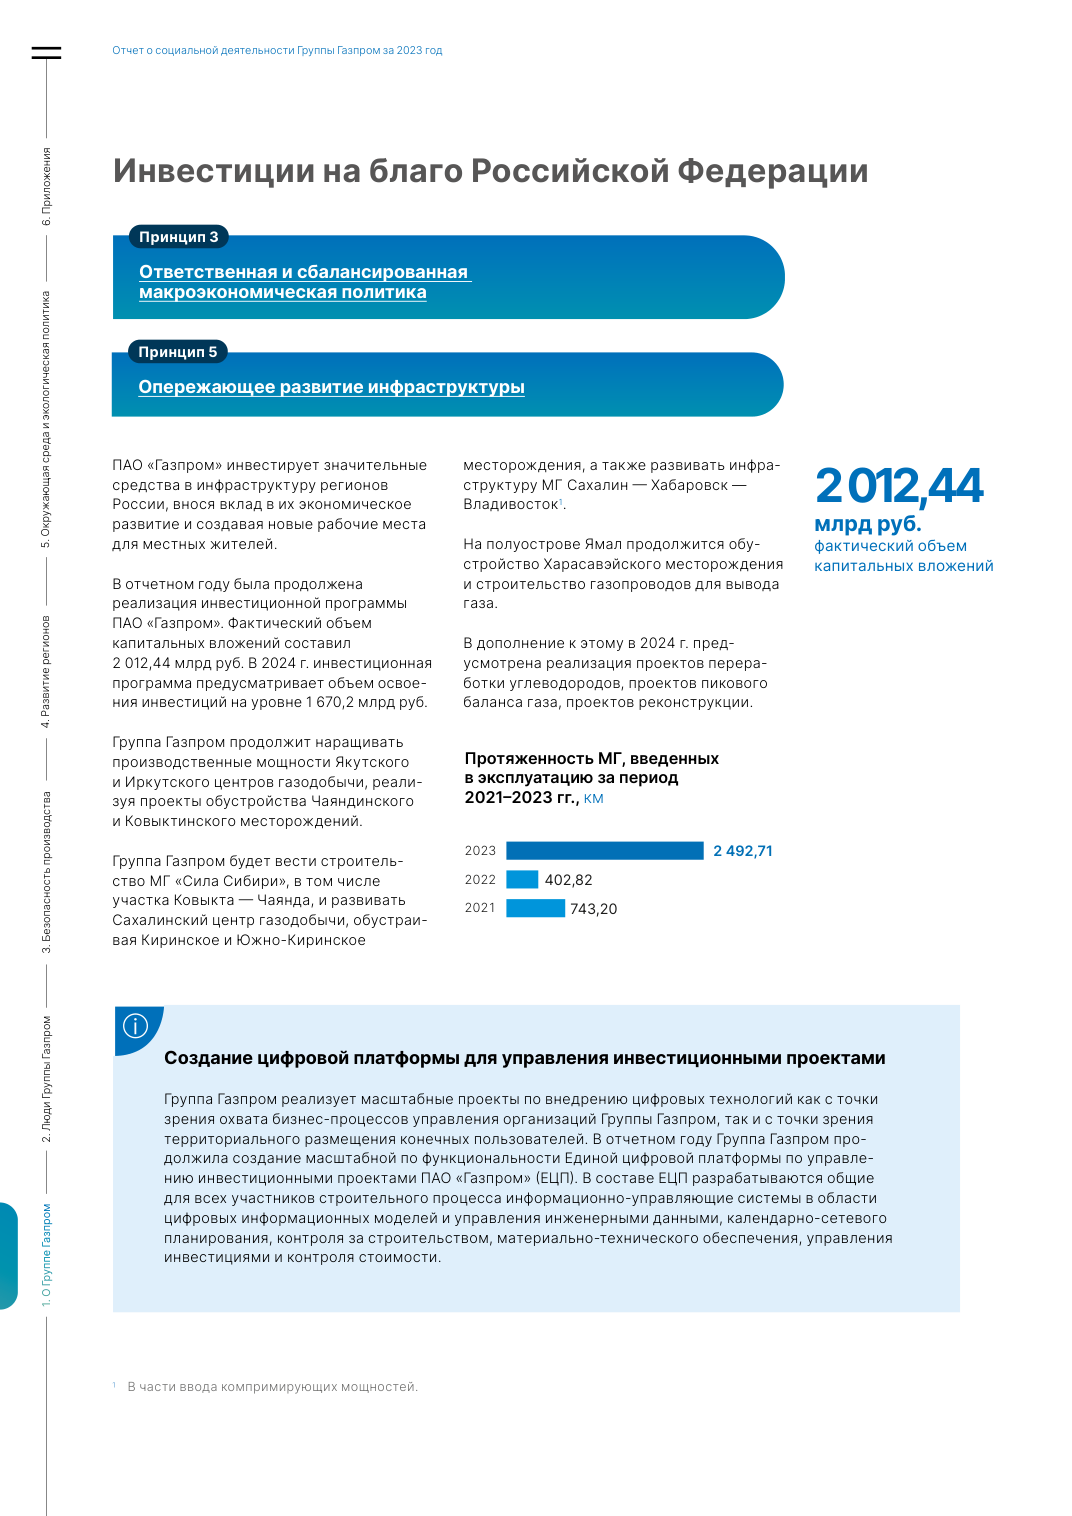 Отчет о социальной деятельности Группы Газпром за 2023 год
6. Приложения
5. Окружающая среда и экологическая политика
4. Развитие регионов
3. Безопасность производства
2. Люди Группы Газпром
1. О Группе Газпром
Инвестиции на благо Российской Федерации
Принцип 3
Ответственная и сбалансированная
макроэкономическая политика
Принцип 5
Опережающее развитие инфраструктуры
ПАО «Газпром» инвестирует значительные
средства в инфраструктуру регионов
России, внося вклад в их экономическое
развитие и создавая новые рабочие места
для местных жителей.
В отчетном году была продолжена
реализация инвестиционной программы
ПАО «Газпром». Фактический объем
капитальных вложений составил
2 012,44 млрд руб. В 2024 г. инвестиционная
программа предусматривает объем освое-
ния инвестиций на уровне 1 670,2 млрд руб.
Группа Газпром продолжит наращивать
производственные мощности Якутского
и Иркутского центров газодобычи, реали-
зуя проекты обустройства Чаяндинского
и Ковыктинского месторождений.
Группа Газпром будет вести строитель-
ство МГ «Сила Сибири», в том числе
участка Ковыкта — Чаянда, и развивать
Сахалинский центр газодобычи, обустраи-
вая Киринское и Южно-Киринское
месторождения, а также развивать инфра-
структуру МГ Сахалин — Хабаровск —
Владивосток¹.
На полуострове Ямал продолжится обу-
стройство Харасавэйского месторождения
и строительство газопроводов для вывода
газа.
В дополнение к этому в 2024 г. пред-
усмотрена реализация проектов перера-
ботки углеводородов, проектов пикового
баланса газа, проектов реконструкции.
2 012,44
млрд руб.
фактический объем
капитальных вложений
Протяженность МГ, введенных
в эксплуатацию за период
2021–2023 гг., км
2023 2 492,71
2022 402,82
2021 743,20
Создание цифровой платформы для управления инвестиционными проектами
Группа Газпром реализует масштабные проекты по внедрению цифровых технологий как с точки
зрения охвата бизнес-процессов управления организаций Группы Газпром, так и с точки зрения
территориального размещения конечных пользователей. В отчетном году Группа Газпром про-
должила создание масштабной по функциональности Единой цифровой платформы по управле-
нию инвестиционными проектами ПАО «Газпром» (ЕЦП). В составе ЕЦП разрабатываются общие
для всех участников строительного процесса информационно-управляющие системы в области
цифровых информационных моделей и управления инженерными данными, календарно-сетевого
планирования, контроля за строительством, материально-технического обеспечения, управления
инвестициями и контроля стоимости.
¹ В части ввода компримирующих мощностей.